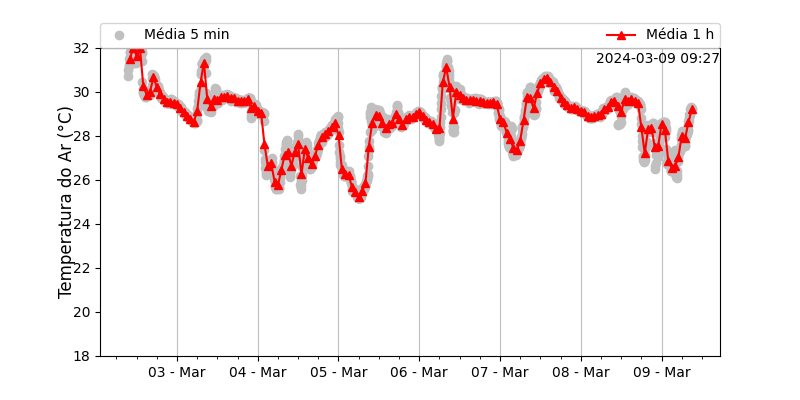 Média 5 min
Média 1 h
2024-03-09 09:27
Temperatura do Ar (°C)
32
30
28
26
24
22
20
18
03 - Mar
04 - Mar
05 - Mar
06 - Mar
07 - Mar
08 - Mar
09 - Mar